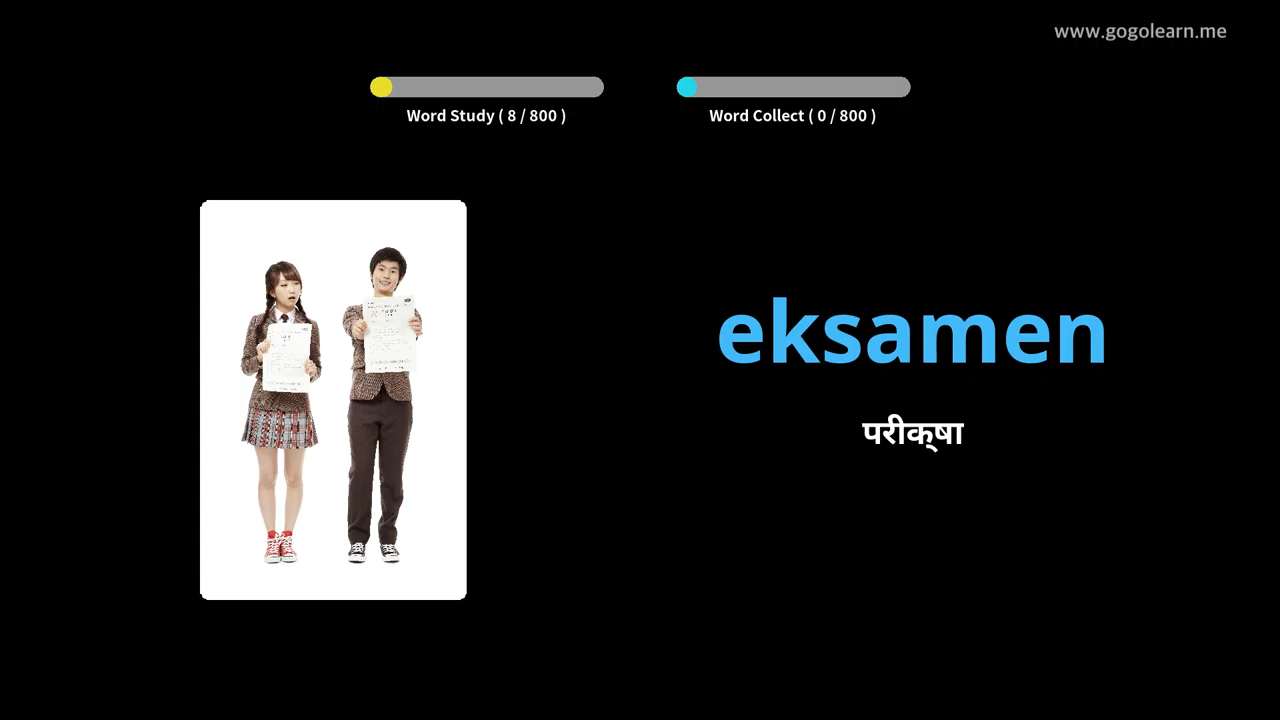 www.gogolearn.me
Word Study ( 8 / 800 )
Word Collect ( 0 / 800 )
eksamen
परीक्षा